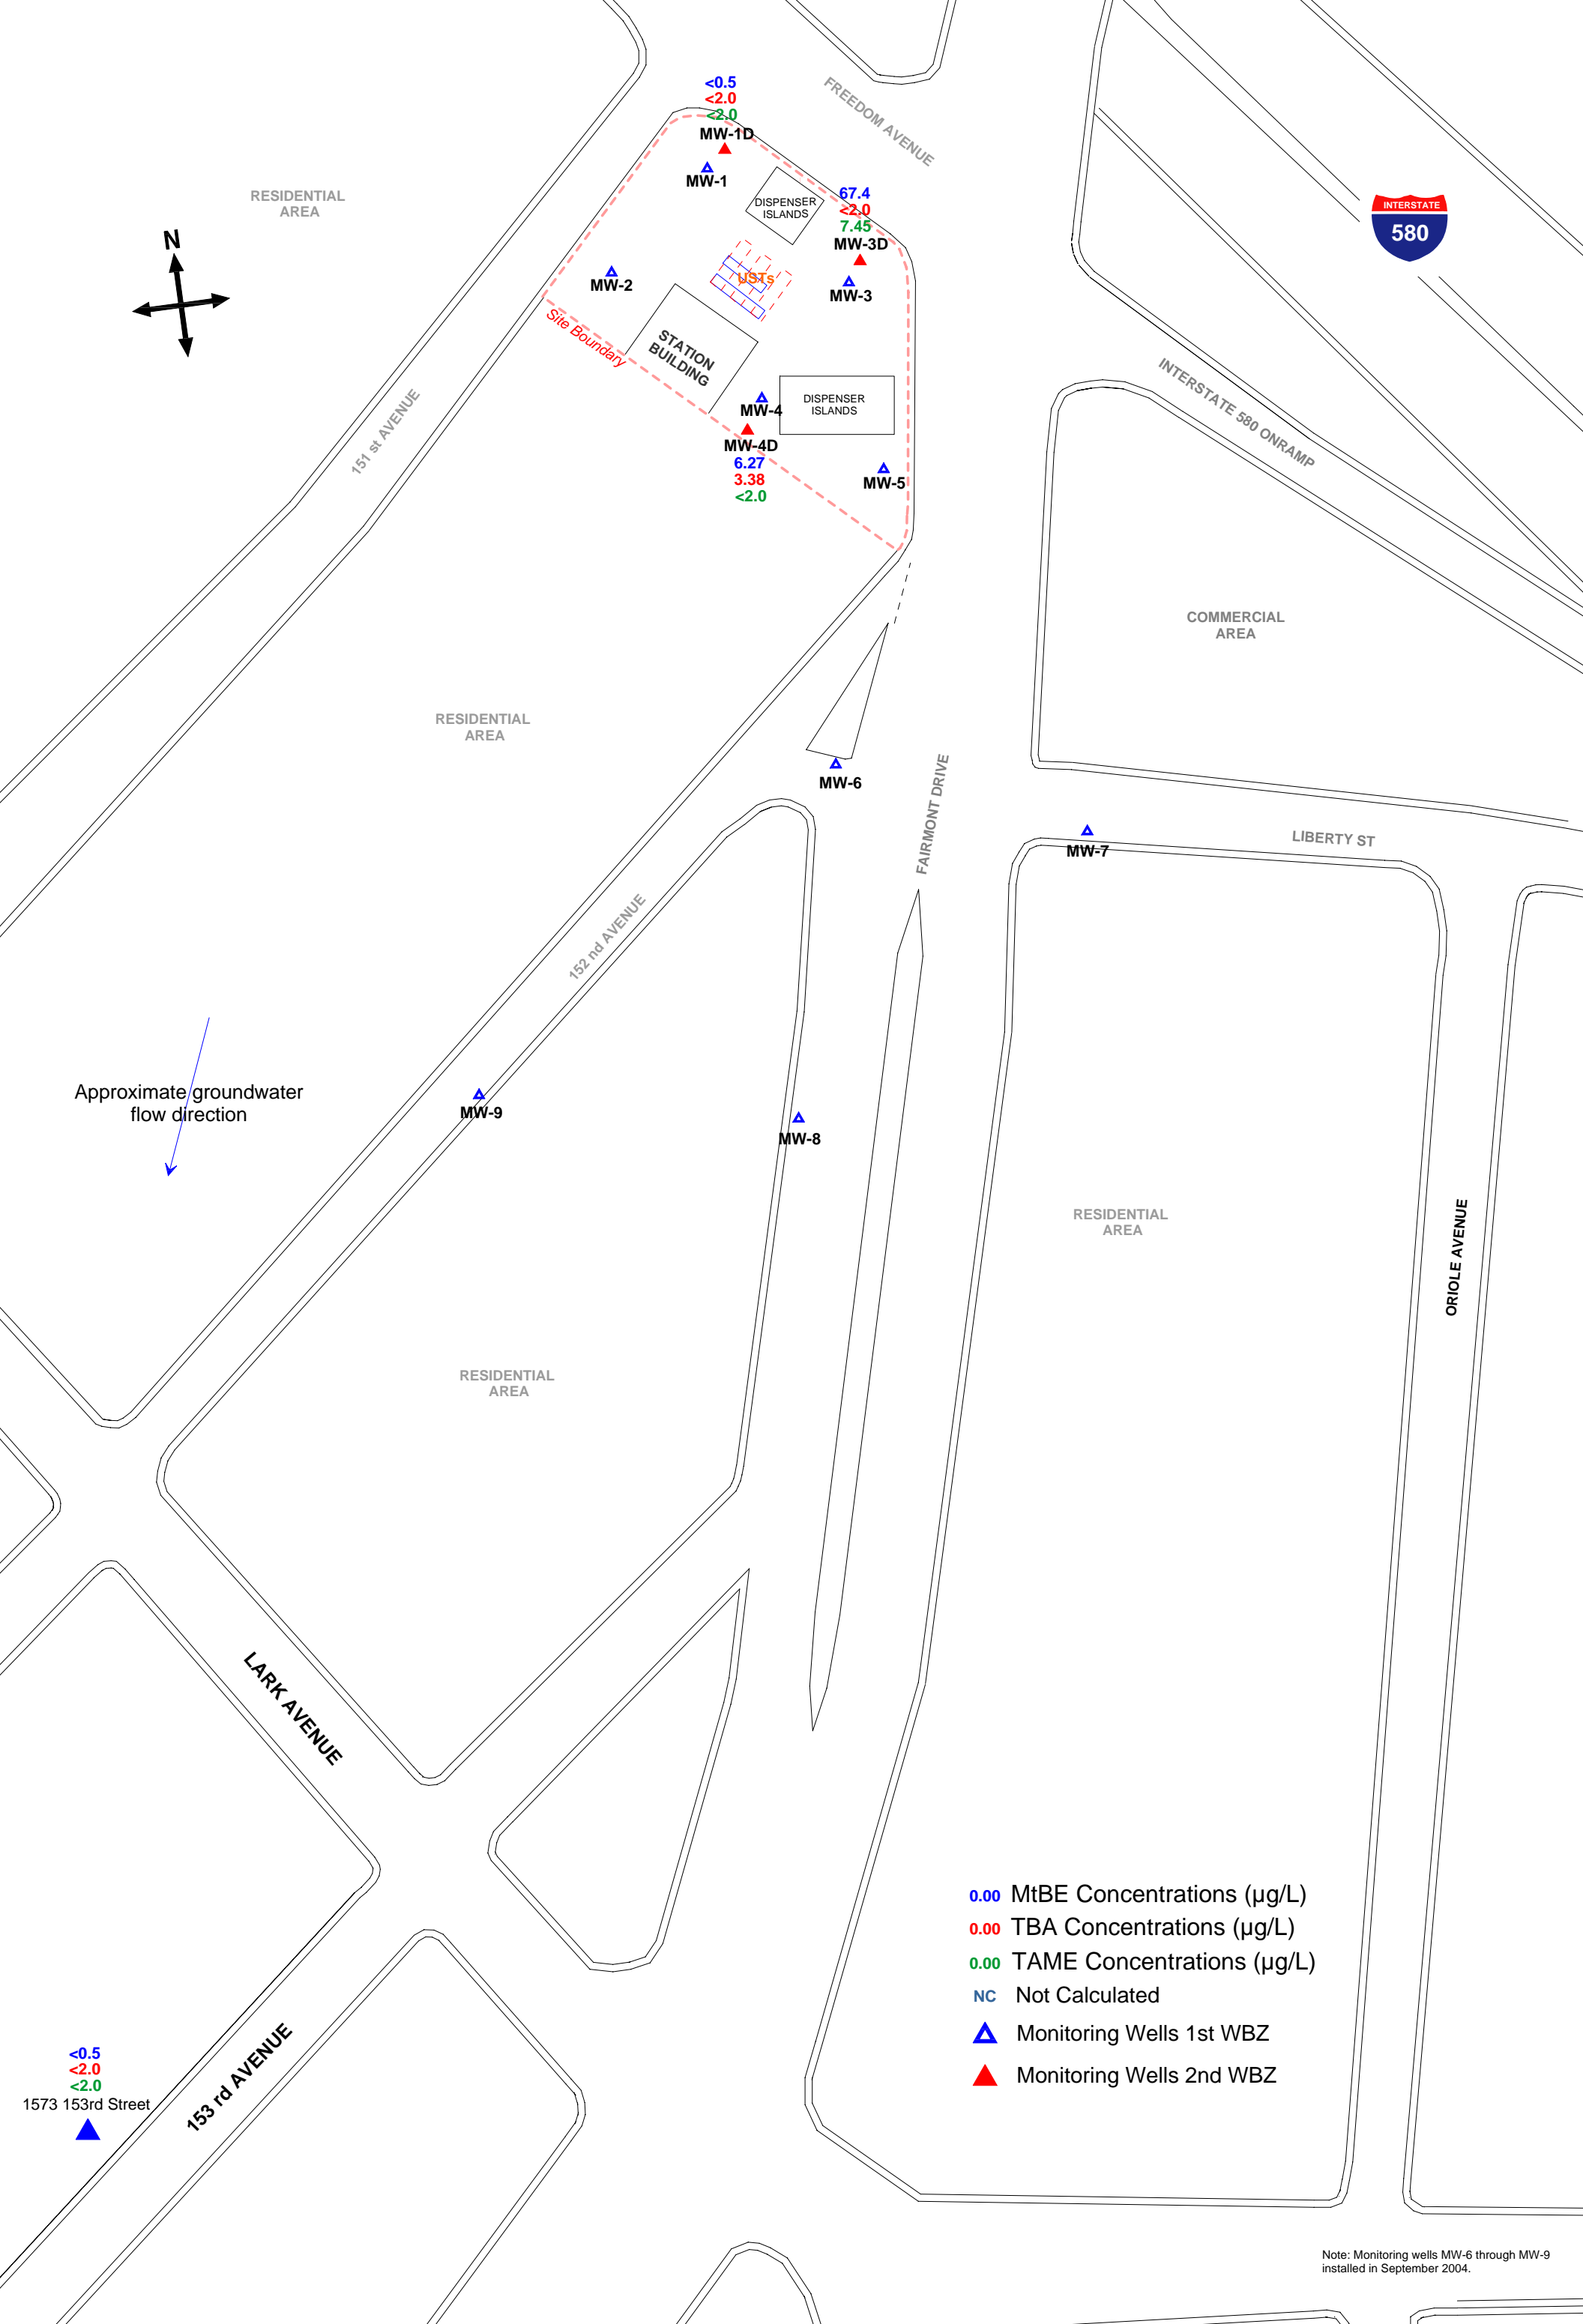 <0.5
<2.0
<2.0
MW-1D
MW-1
FREEDOM AVENUE
RESIDENTIAL
AREA
N
DISPENSER
ISLANDS
67.4
<2.0
7.45
MW-3D
MW-3
INTERSTATE
580
MW-2
USTs
Site Boundary
STATION
BUILDING
MW-4
DISPENSER
ISLANDS
MW-4D
6.27
3.38
<2.0
MW-5
151 st AVENUE
INTERSTATE 580 ONRAMP
COMMERCIAL
AREA
RESIDENTIAL
AREA
MW-6
FAIRMONT DRIVE
MW-7
LIBERTY ST
152 nd AVENUE
Approximate groundwater
flow direction
MW-9
MW-8
RESIDENTIAL
AREA
ORIOLE AVENUE
RESIDENTIAL
AREA
LARK AVENUE
0.00 MtBE Concentrations (µg/L)
0.00 TBA Concentrations (µg/L)
0.00 TAME Concentrations (µg/L)
NC Not Calculated
Monitoring Wells 1st WBZ
Monitoring Wells 2nd WBZ
<0.5
<2.0
<2.0
1573 153rd Street
153 rd AVENUE
Note: Monitoring wells MW-6 through MW-9
installed in September 2004.